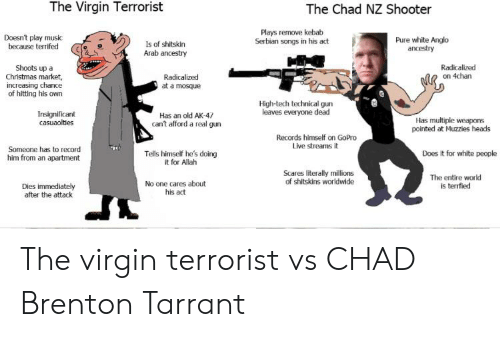 The Virgin Terrorist
The Chad NZ Shooter
Doesn't play music
because terrifed
Is of shitskin
Arab ancestry
Shoots up a
Christmas market,
increasing chance
of hitting his own
Radicalized
at a mosque
Insignificant
casuaolties
Has an old AK-47
can't afford a real gun
Someone has to record
him from an apartment
Tells himself he's doing
it for Allah
Dies immediately
after the attack
No one cares about
his act
Plays remove kebab
Serbian songs in his act
Pure white Anglo
ancestry
Radicalized
on 4chan
High-tech technical gun
leaves everyone dead
Has multiple weapons
pointed at Muzzies heads
Records himself on GoPro
Live streams it
Does it for white people
Scares literally millions
of shitskins worldwide
The entire world
is terrified
The virgin terrorist vs CHAD
Brenton Tarrant